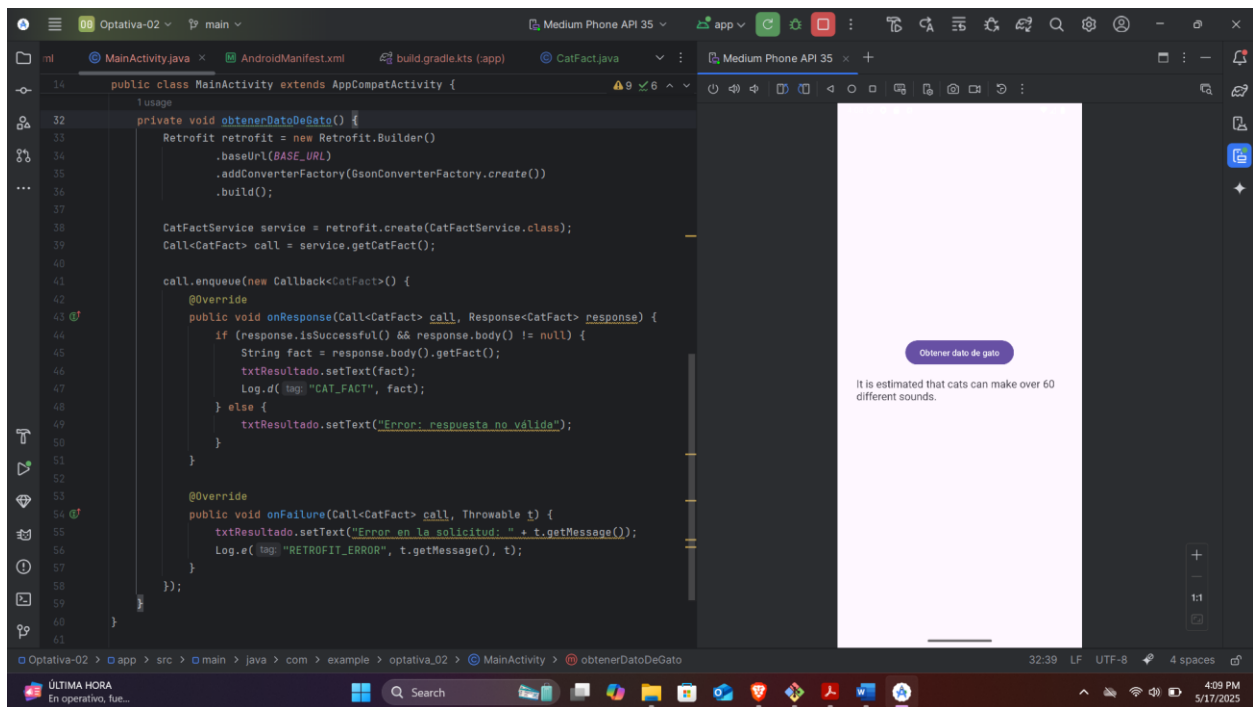 OB Optativa-02 main Medium Phone API 35 app
ml MainActivity.java AndroidManifest.xml build.gradle.kts (:app) CatFact.java Medium Phone API 35
14 public class MainActivity extends AppCompatActivity { 9 6
1 usage
32 private void obtenerDatoDeGato() {
33 Retrofit retrofit = new Retrofit.Builder()
34 .baseUrl(BASE_URL)
35 .addConverterFactory(GsonConverterFactory.create())
36 .build();
37
38 CatFactService service = retrofit.create(CatFactService.class);
39 Call<CatFact> call = service.getCatFact();
40
41 call.enqueue(new Callback<CatFact>() {
42 @Override
43 public void onResponse(Call<CatFact> call, Response<CatFact> response) {
44 if (response.isSuccessful() && response.body() != null) {
45 String fact = response.body().getFact();
46 txtResultado.setText(fact);
47 Log.d( tag: "CAT_FACT", fact);
48 } else {
49 txtResultado.setText("Error: respuesta no válida");
50 }
51 }
52
53 @Override
54 public void onFailure(Call<CatFact> call, Throwable t) {
55 txtResultado.setText("Error en la solicitud: " + t.getMessage());
56 Log.e( tag: "RETROFIT_ERROR", t.getMessage(), t);
57 }
58 });
59 }
60 }
61
Obtener dato de gato
It is estimated that cats can make over 60
different sounds.
1:1
Optativa-02 > app > src > main > java > com > example > optativa_02 > MainActivity > obtenerDatoDeGato 32:39 LF UTF-8 4 spaces
ÚLTIMA HORA
En operativo, fue...
Search
4:09 PM
5/17/2025